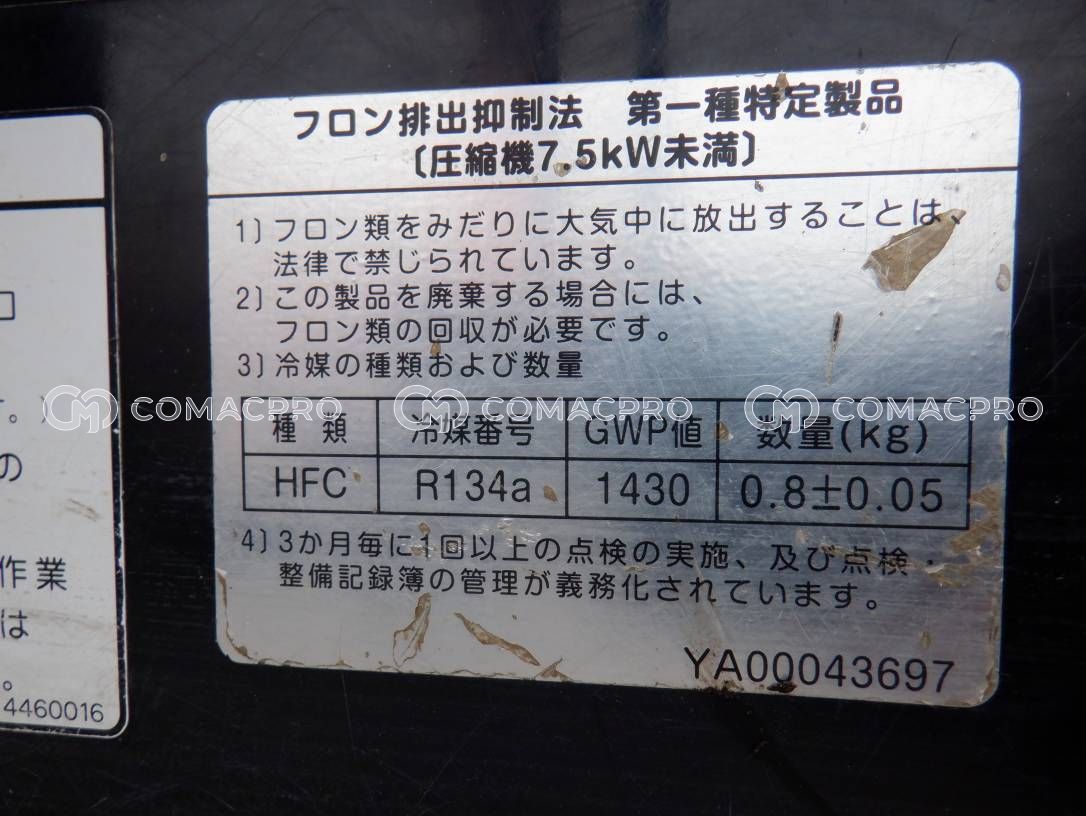 フロン排出抑制法 第一種特定製品
〔圧縮機7.5kW未満〕
1) フロン類をみだりに大気中に放出することは、
法律で禁じられています。
2) この製品を廃棄する場合には、
フロン類の回収が必要です。
3) 冷媒の種類および数量
COMACPRO COMACPRO COMACPRO
種類 冷媒番号 GWP値 数量(kg)
HFC R134a 1430 0.8±0.05
4) 3か月毎に1回以上の点検の実施、及び点検・
整備記録簿の管理が義務化されています。
YA00043697
す。)
の
作業
は
。
4460016